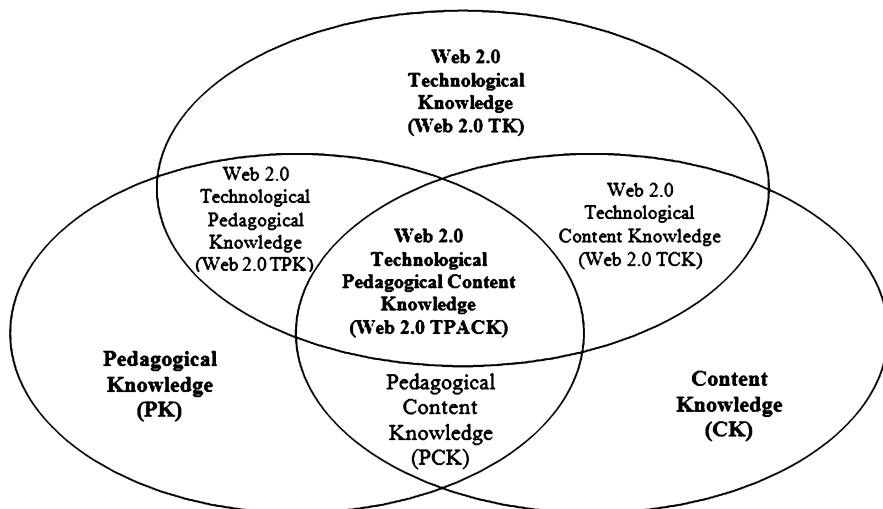 Web 2.0
Technological
Knowledge
(Web 2.0 TK)
Web 2.0
Technological
Pedagogical
Knowledge
(Web 2.0 TPK)
Web 2.0
Technological
Content Knowledge
(Web 2.0 TCK)
Web 2.0
Technological
Pedagogical Content
Knowledge
(Web 2.0 TPACK)
Pedagogical
Knowledge
(PK)
Pedagogical
Content
Knowledge
(PCK)
Content
Knowledge
(CK)